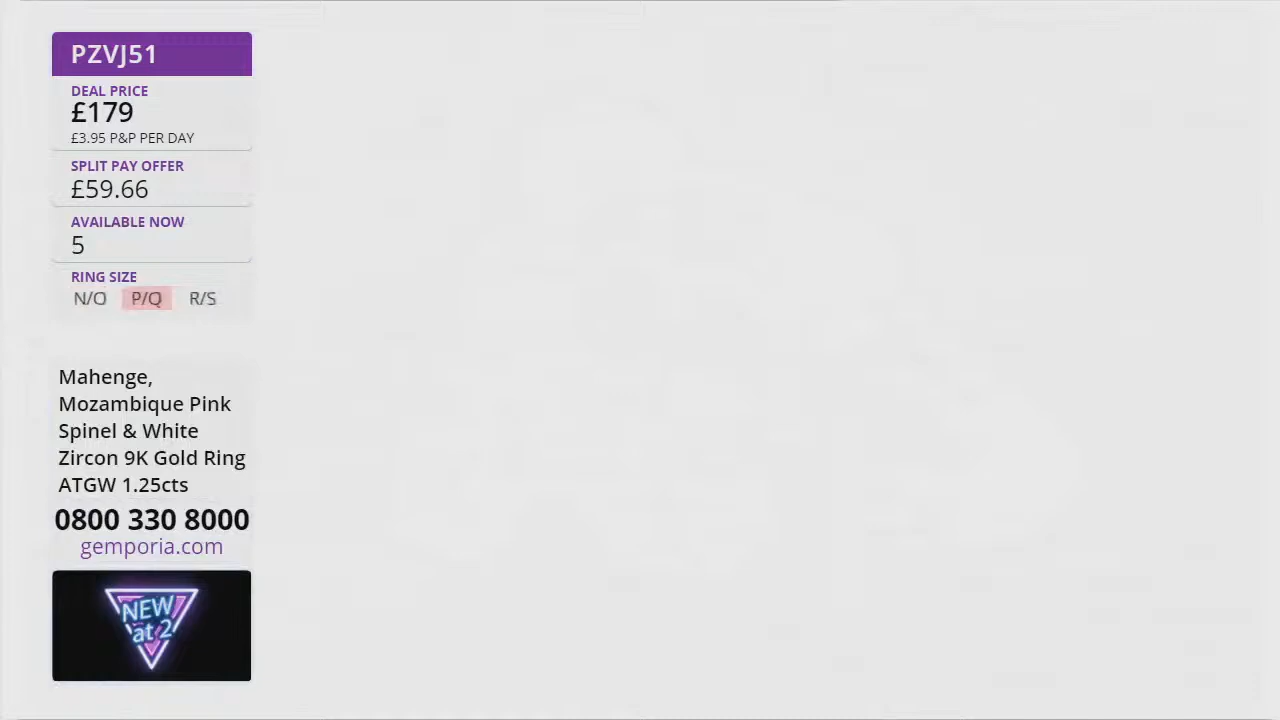 PZVJ51
DEAL PRICE
£179
£3.95 P&P PER DAY
SPLIT PAY OFFER
£59.66
AVAILABLE NOW
5
RING SIZE
N/O P/Q R/S
Mahenge,
Mozambique Pink
Spinel & White
Zircon 9K Gold Ring
ATGW 1.25cts
0800 330 8000
gemporia.com
NEW
at 2